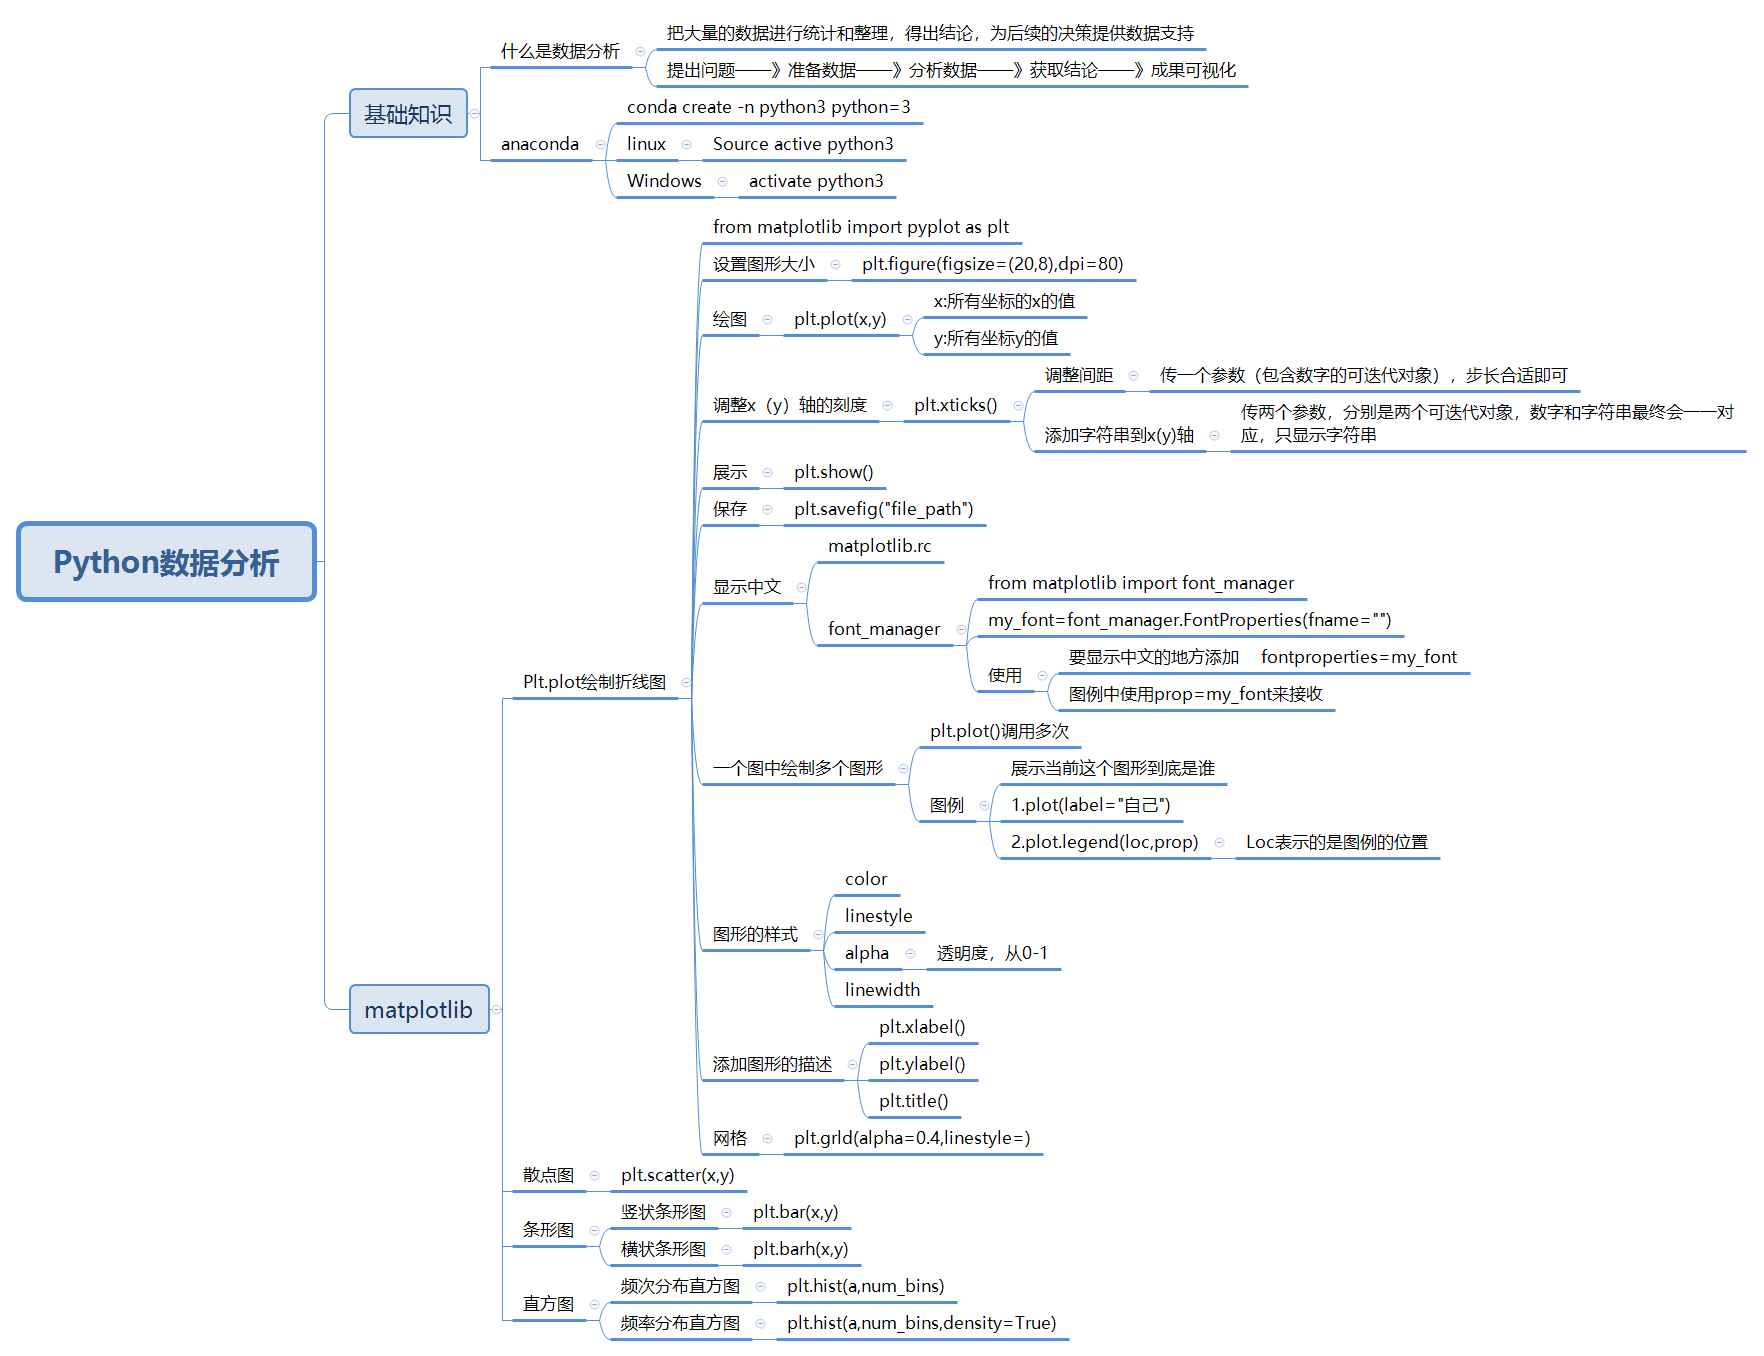 Python数据分析
基础知识
什么是数据分析
把大量的数据进行统计和整理，得出结论，为后续的决策提供数据支持
提出问题——》准备数据——》分析数据——》获取结论——》成果可视化
anaconda
conda create -n python3 python=3
linux
Source active python3
Windows
activate python3
matplotlib
Plt.plot绘制折线图
from matplotlib import pyplot as plt
设置图形大小
plt.figure(figsize=(20,8),dpi=80)
绘图
plt.plot(x,y)
x:所有坐标的x的值
y:所有坐标y的值
调整x（y）轴的刻度
plt.xticks()
调整间距
传一个参数（包含数字的可迭代对象），步长合适即可
添加字符串到x(y)轴
传两个参数，分别是两个可迭代对象，数字和字符串最终会一一对
应，只显示字符串
展示
plt.show()
保存
plt.savefig("file_path")
显示中文
matplotlib.rc
font_manager
from matplotlib import font_manager
my_font=font_manager.FontProperties(fname="")
使用
要显示中文的地方添加 fontproperties=my_font
图例中使用prop=my_font来接收
一个图中绘制多个图形
plt.plot()调用多次
图例
展示当前这个图形到底是谁
1.plot(label="自己")
2.plot.legend(loc,prop)
Loc表示的是图例的位置
图形的样式
color
linestyle
alpha
透明度，从0-1
linewidth
添加图形的描述
plt.xlabel()
plt.ylabel()
plt.title()
网格
plt.grld(alpha=0.4,linestyle=)
散点图
plt.scatter(x,y)
条形图
竖状条形图
plt.bar(x,y)
横状条形图
plt.barh(x,y)
直方图
频次分布直方图
plt.hist(a,num_bins)
频率分布直方图
plt.hist(a,num_bins,density=True)